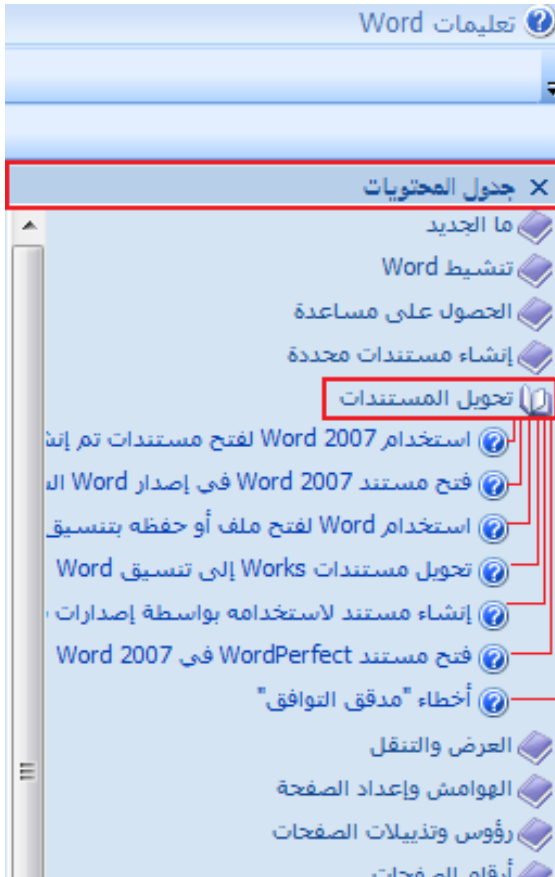 تعليمات Word
جدول المحتويات
ما الجديد
تنشيط Word
الحصول على مساعدة
إنشاء مستندات محددة
تحويل المستندات
استخدام Word 2007 لفتح مستندات تم
فتح مستند Word 2007 في إصدار Word
استخدام Word لفتح ملف أو حفظه بتنسيق
تحويل مستندات Works إلى تنسيق Word
إنشاء مستند لاستخدامه بواسطة إصدارات
فتح مستند WordPerfect في Word 2007
أخطاء "مدقق التوافق"
العرض والتنقل
الهوامش وإعداد الصفحة
رؤوس وتذييلات الصفحات
أرقام الصفحات